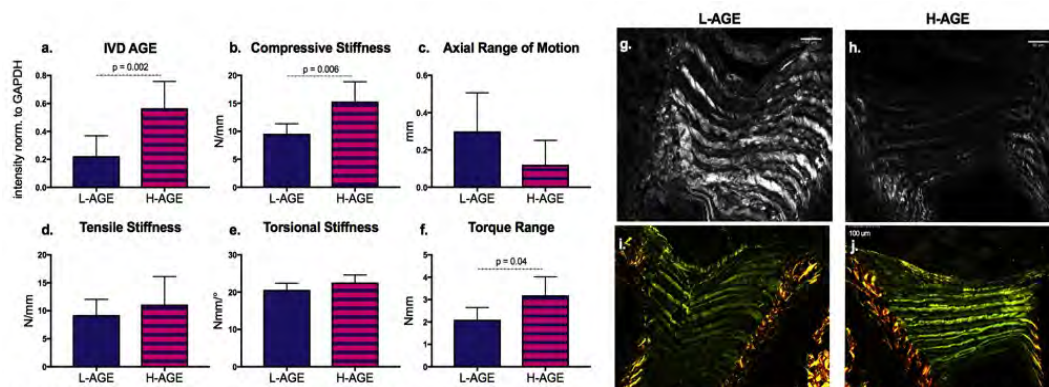 L-AGE
H-AGE
a.
IVD AGE
b.
Compressive Stiffness
c.
Axial Range of Motion
g.
h.
p = 0.002
p = 0.006
intensity norm. to GAPDH
0.8
0.6
0.4
0.2
0.0
N/mm
20
15
10
5
0
mm
0.6
0.4
0.2
0.0
L-AGE
H-AGE
L-AGE
H-AGE
L-AGE
H-AGE
d.
Tensile Stiffness
e.
Torsional Stiffness
f.
Torque Range
i.
100 um
j.
p = 0.04
N/mm
20
15
10
5
0
Nmm/°
40
30
20
10
0
Nmm
5
4
3
2
1
0
L-AGE
H-AGE
L-AGE
H-AGE
L-AGE
H-AGE